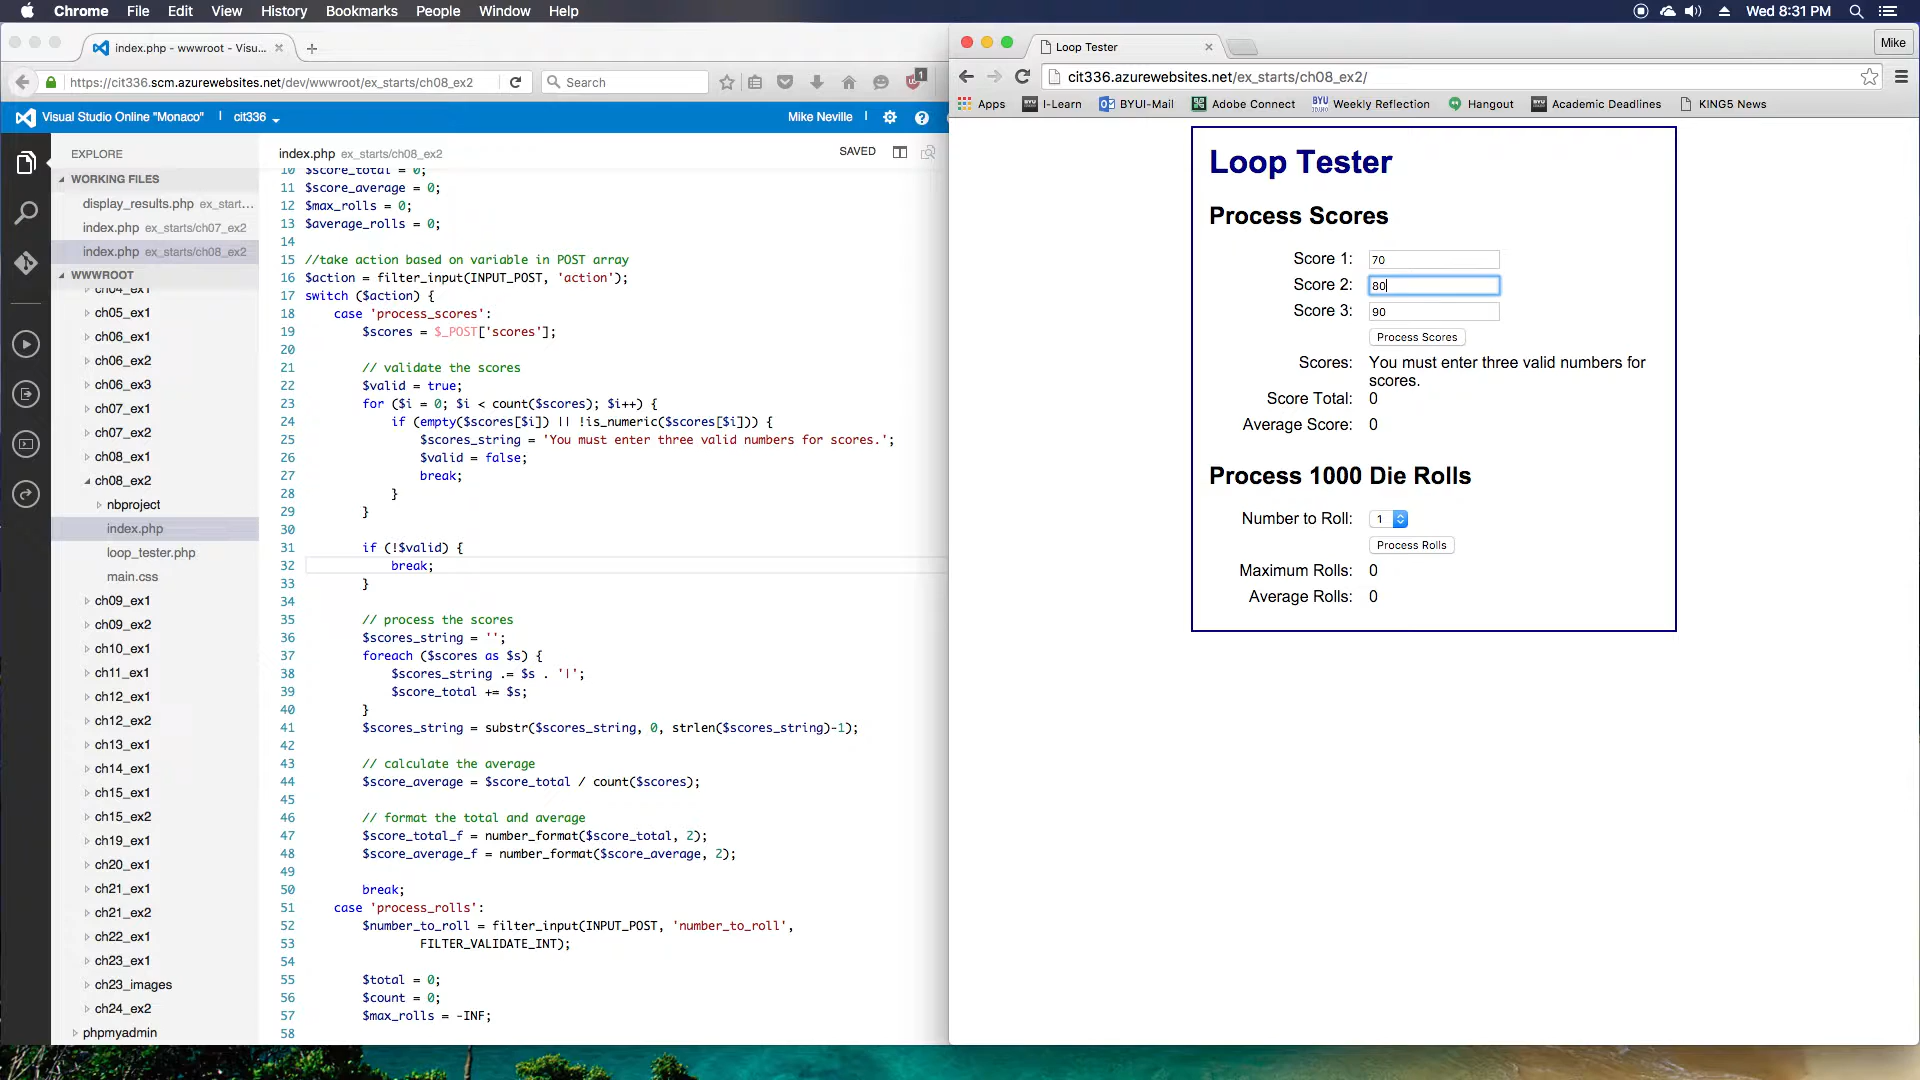 Chrome File Edit View History Bookmarks People Window Help
Wed 8:31 PM
index.php - wwwroot - Visu...
https://cit336.scm.azurewebsites.net/dev/wwwroot/ex_starts/ch08_ex2
Search
1
Visual Studio Online "Monaco" | cit336
Mike Neville | ?
EXPLORE
WORKING FILES
display_results.php ex_start...
index.php ex_starts/ch07_ex2
index.php ex_starts/ch08_ex2
WWWROOT
ch04_ex1
ch05_ex1
ch06_ex1
ch06_ex2
ch06_ex3
ch07_ex1
ch07_ex2
ch08_ex1
ch08_ex2
nbproject
index.php
loop_tester.php
main.css
ch09_ex1
ch09_ex2
ch10_ex1
ch11_ex1
ch12_ex1
ch12_ex2
ch13_ex1
ch14_ex1
ch15_ex1
ch15_ex2
ch19_ex1
ch20_ex1
ch21_ex1
ch21_ex2
ch22_ex1
ch23_ex1
ch23_images
ch24_ex2
phpmyadmin
index.php ex_starts/ch08_ex2
SAVED
10 $score_total = 0;
11 $score_average = 0;
12 $max_rolls = 0;
13 $average_rolls = 0;
14
15 //take action based on variable in POST array
16 $action = filter_input(INPUT_POST, 'action');
17 switch ($action) {
18 case 'process_scores':
19 $scores = $_POST['scores'];
20
21 // validate the scores
22 $valid = true;
23 for ($i = 0; $i < count($scores); $i++) {
24 if (empty($scores[$i]) || !is_numeric($scores[$i])) {
25 $scores_string = 'You must enter three valid numbers for scores.';
26 $valid = false;
27 break;
28 }
29 }
30
31 if (!$valid) {
32 break;
33 }
34
35 // process the scores
36 $scores_string = '';
37 foreach ($scores as $s) {
38 $scores_string .= $s . '|';
39 $score_total += $s;
40 }
41 $scores_string = substr($scores_string, 0, strlen($scores_string)-1);
42
43 // calculate the average
44 $score_average = $score_total / count($scores);
45
46 // format the total and average
47 $score_total_f = number_format($score_total, 2);
48 $score_average_f = number_format($score_average, 2);
49
50 break;
51 case 'process_rolls':
52 $number_to_roll = filter_input(INPUT_POST, 'number_to_roll',
53 FILTER_VALIDATE_INT);
54
55 $total = 0;
56 $count = 0;
57 $max_rolls = -INF;
58
Loop Tester
Mike
cit336.azurewebsites.net/ex_starts/ch08_ex2/
Apps I-Learn BYUI-Mail Adobe Connect Weekly Reflection Hangout Academic Deadlines KING5 News
Loop Tester
Process Scores
Score 1: 70
Score 2: 80
Score 3: 90
Process Scores
Scores: You must enter three valid numbers for
scores.
Score Total: 0
Average Score: 0
Process 1000 Die Rolls
Number to Roll: 1
Process Rolls
Maximum Rolls: 0
Average Rolls: 0